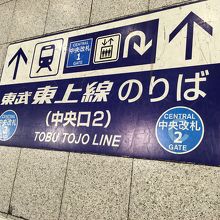 CENTRAL
中央改札
1
GATE
東武東上線のりば
(中央口2)
TOBU TOJO LINE
CENTRAL
中央改札
2
GATE